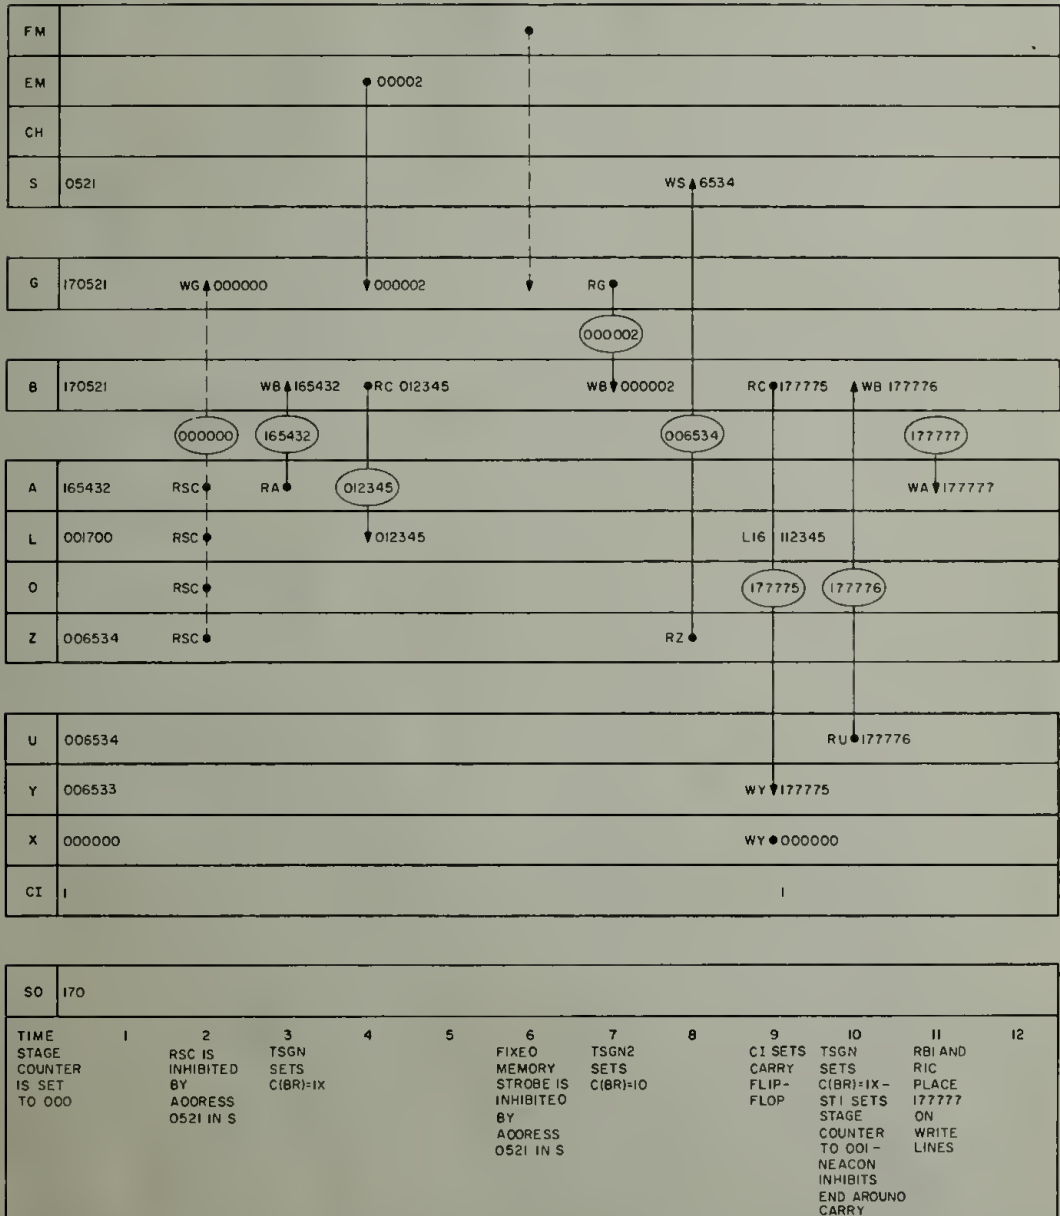 FM
EM 00002
CH
S 0521 WS 6534
G 170521 WG 000000 000002 RG
000002
B 170521 WB 165432 RC 012345 WB 000002 RC 177775 WB 177776
000000 165432 006534 177777
A 165432 RSC RA 012345 WA 177777
L 001700 RSC 012345 L16 112345
O RSC 177775 177776
Z 006534 RSC RZ
U 006534 RU 177776
Y 006533 WY 177775
X 000000 WY 000000
CI 1 1
SO 170
TIME 1 2 3 4 5 6 7 8 9 10 11 12
STAGE
COUNTER
IS SET
TO 000
RSC IS
INHIBITED
BY
ADDRESS
0521 IN S
TSGN
SETS
C(BR)=1X
FIXED
MEMORY
STROBE IS
INHIBITED
BY
ADDRESS
0521 IN S
TSGN2
SETS
C(BR)=10
CI SETS
CARRY
FLIP-
FLOP
TSGN
SETS
C(BR)=1X-
ST1 SETS
STAGE
COUNTER
TO 001-
NEACON
INHIBITS
END AROUND
CARRY
RB1 AND
R1C
PLACE
177777
ON
WRITE
LINES